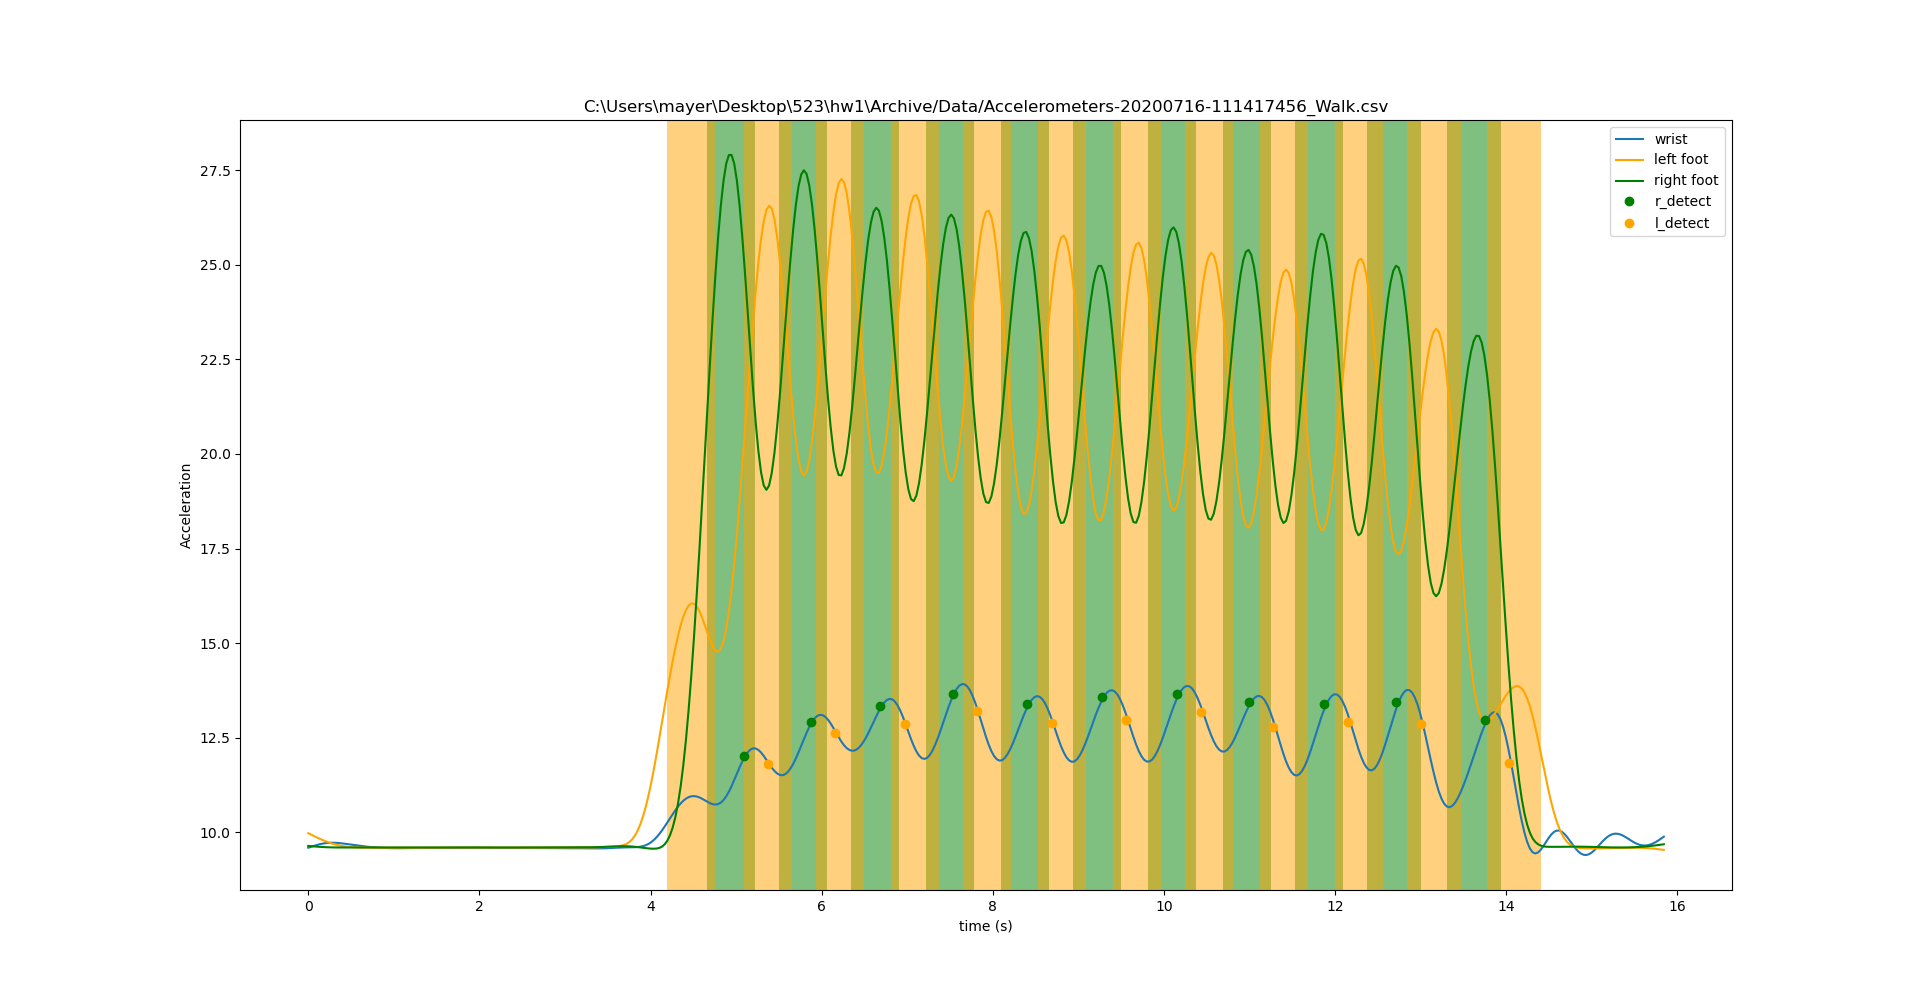 C:\Users\mayer\Desktop\523\hw1\Archive/Data/Accelerometers-20200716-111417456_Walk.csv
wrist
left foot
right foot
r_detect
l_detect
27.5
25.0
22.5
20.0
17.5
15.0
12.5
10.0
Acceleration
0 2 4 6 8 10 12 14 16
time (s)